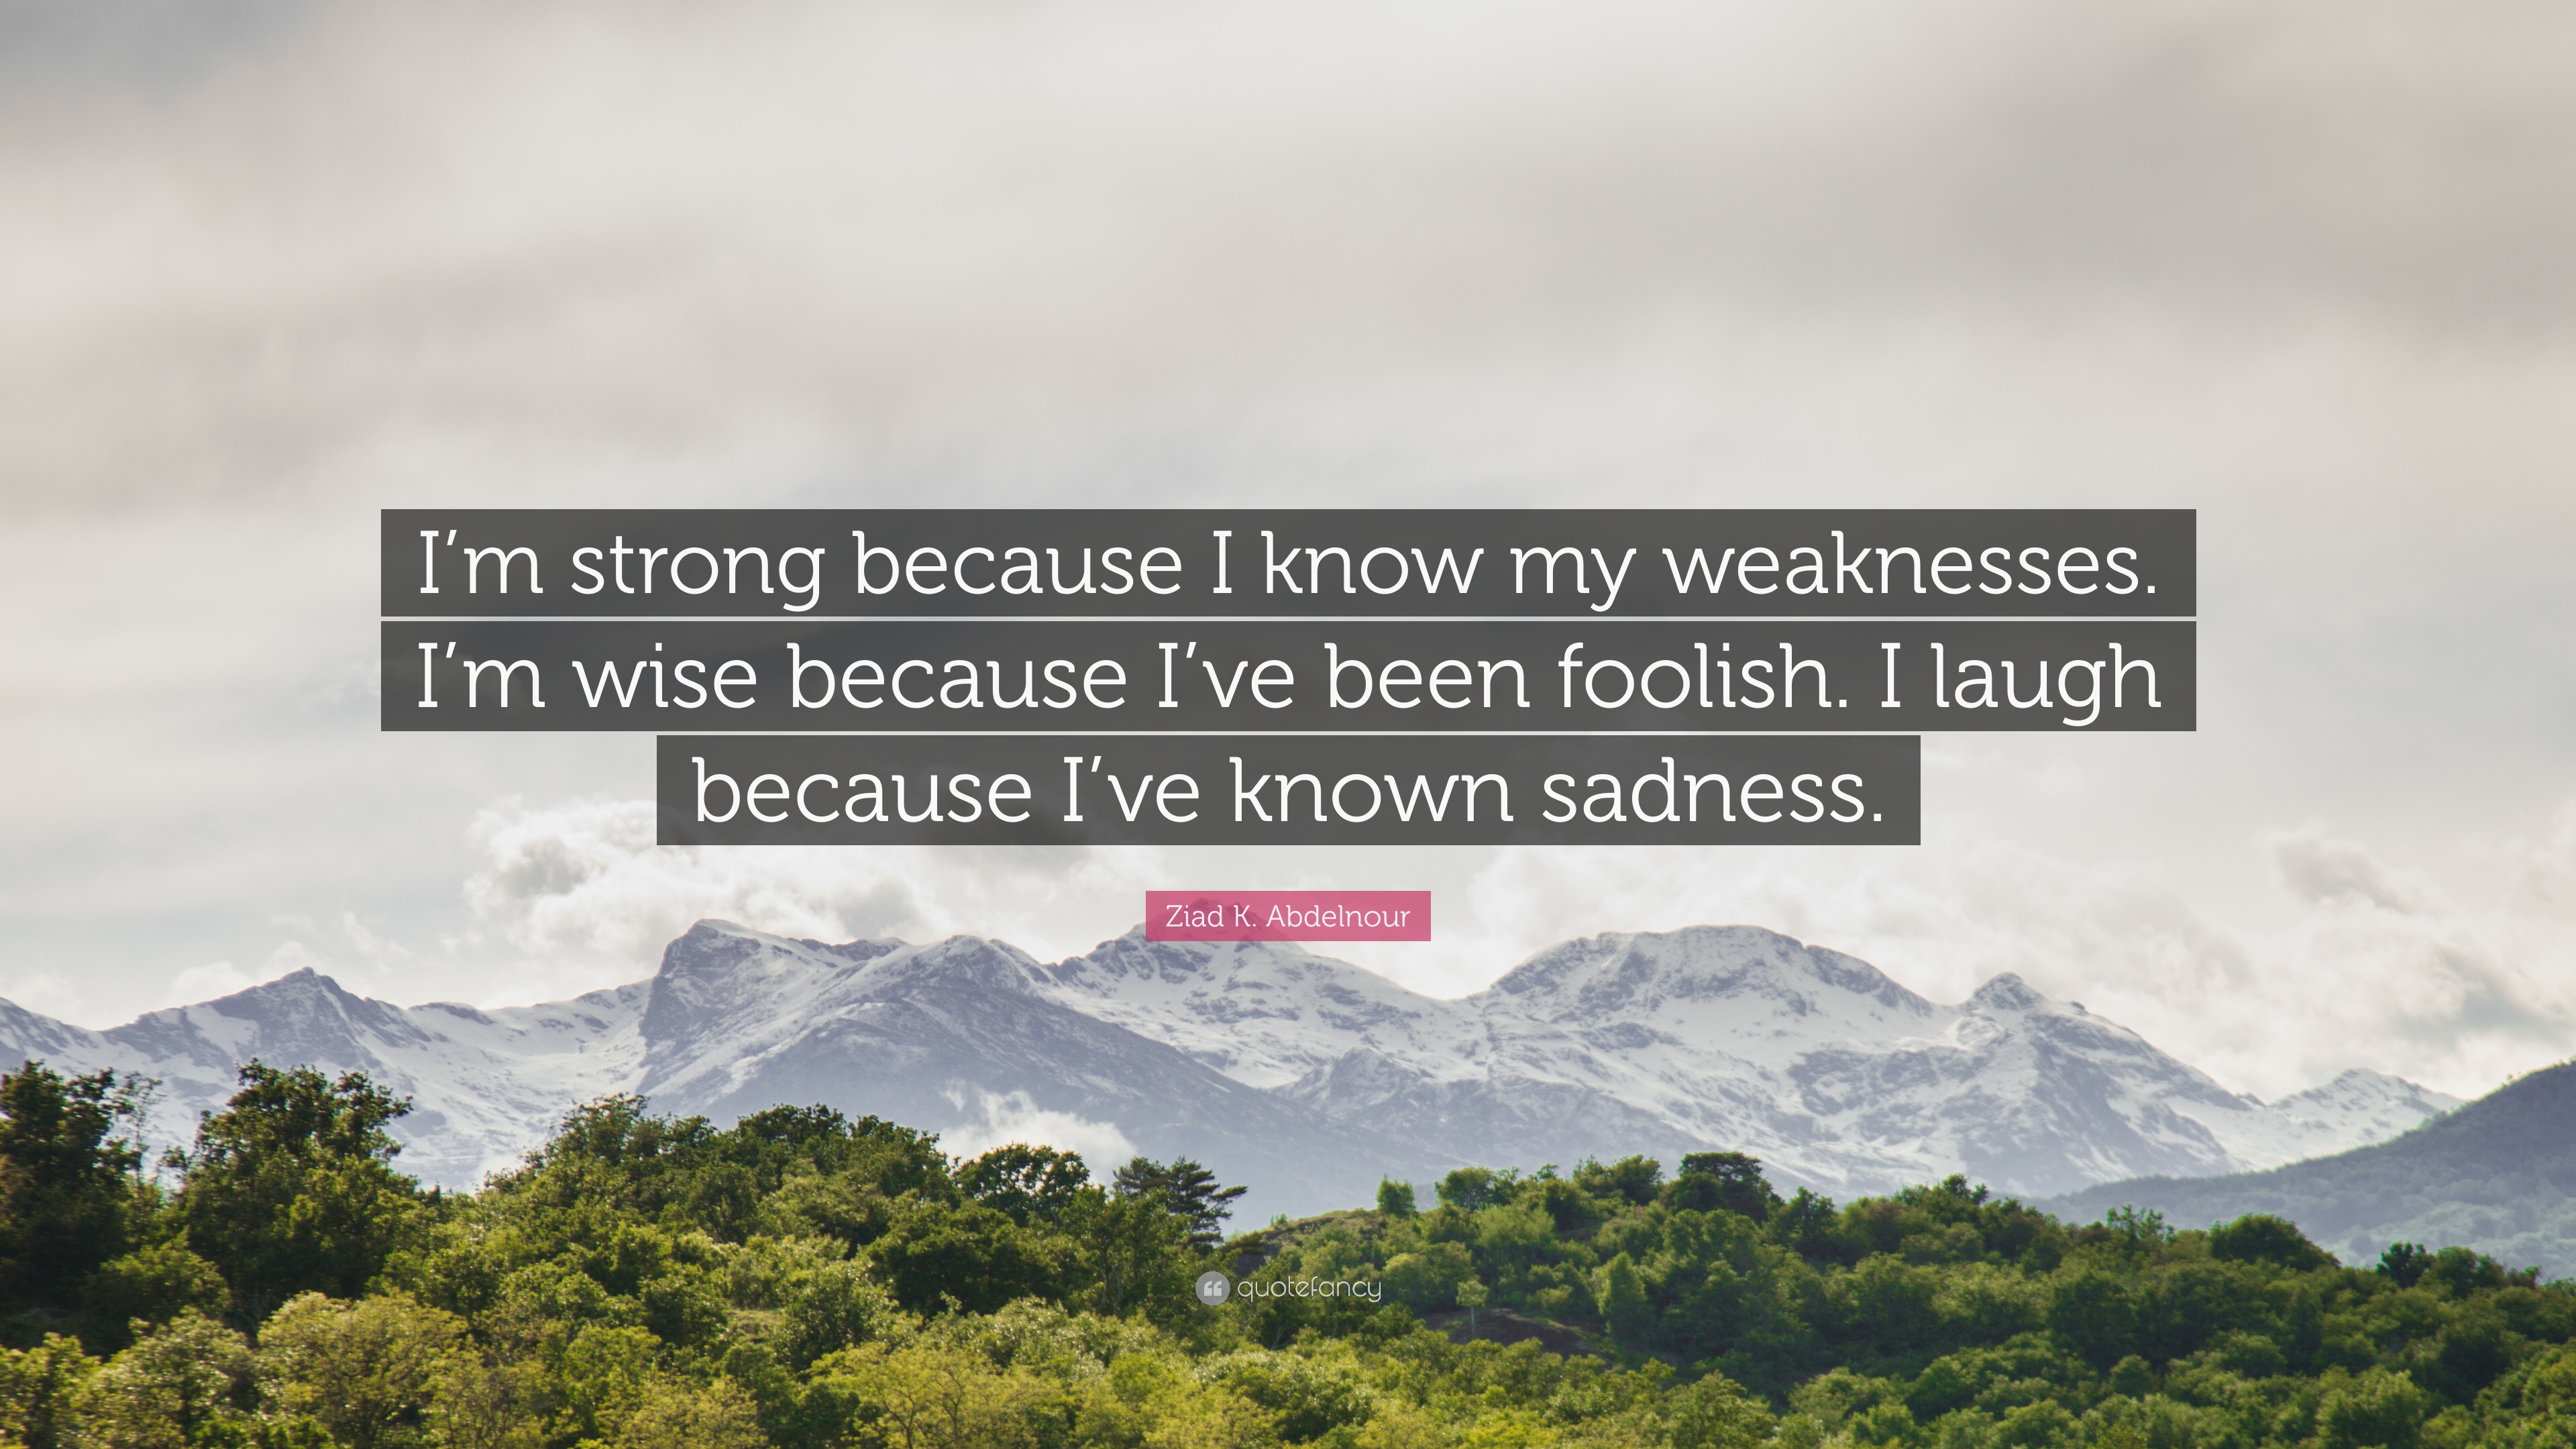 I’m strong because I know my weaknesses.
I’m wise because I’ve been foolish. I laugh
because I’ve known sadness.
Ziad K. Abdelnour
quotefancy